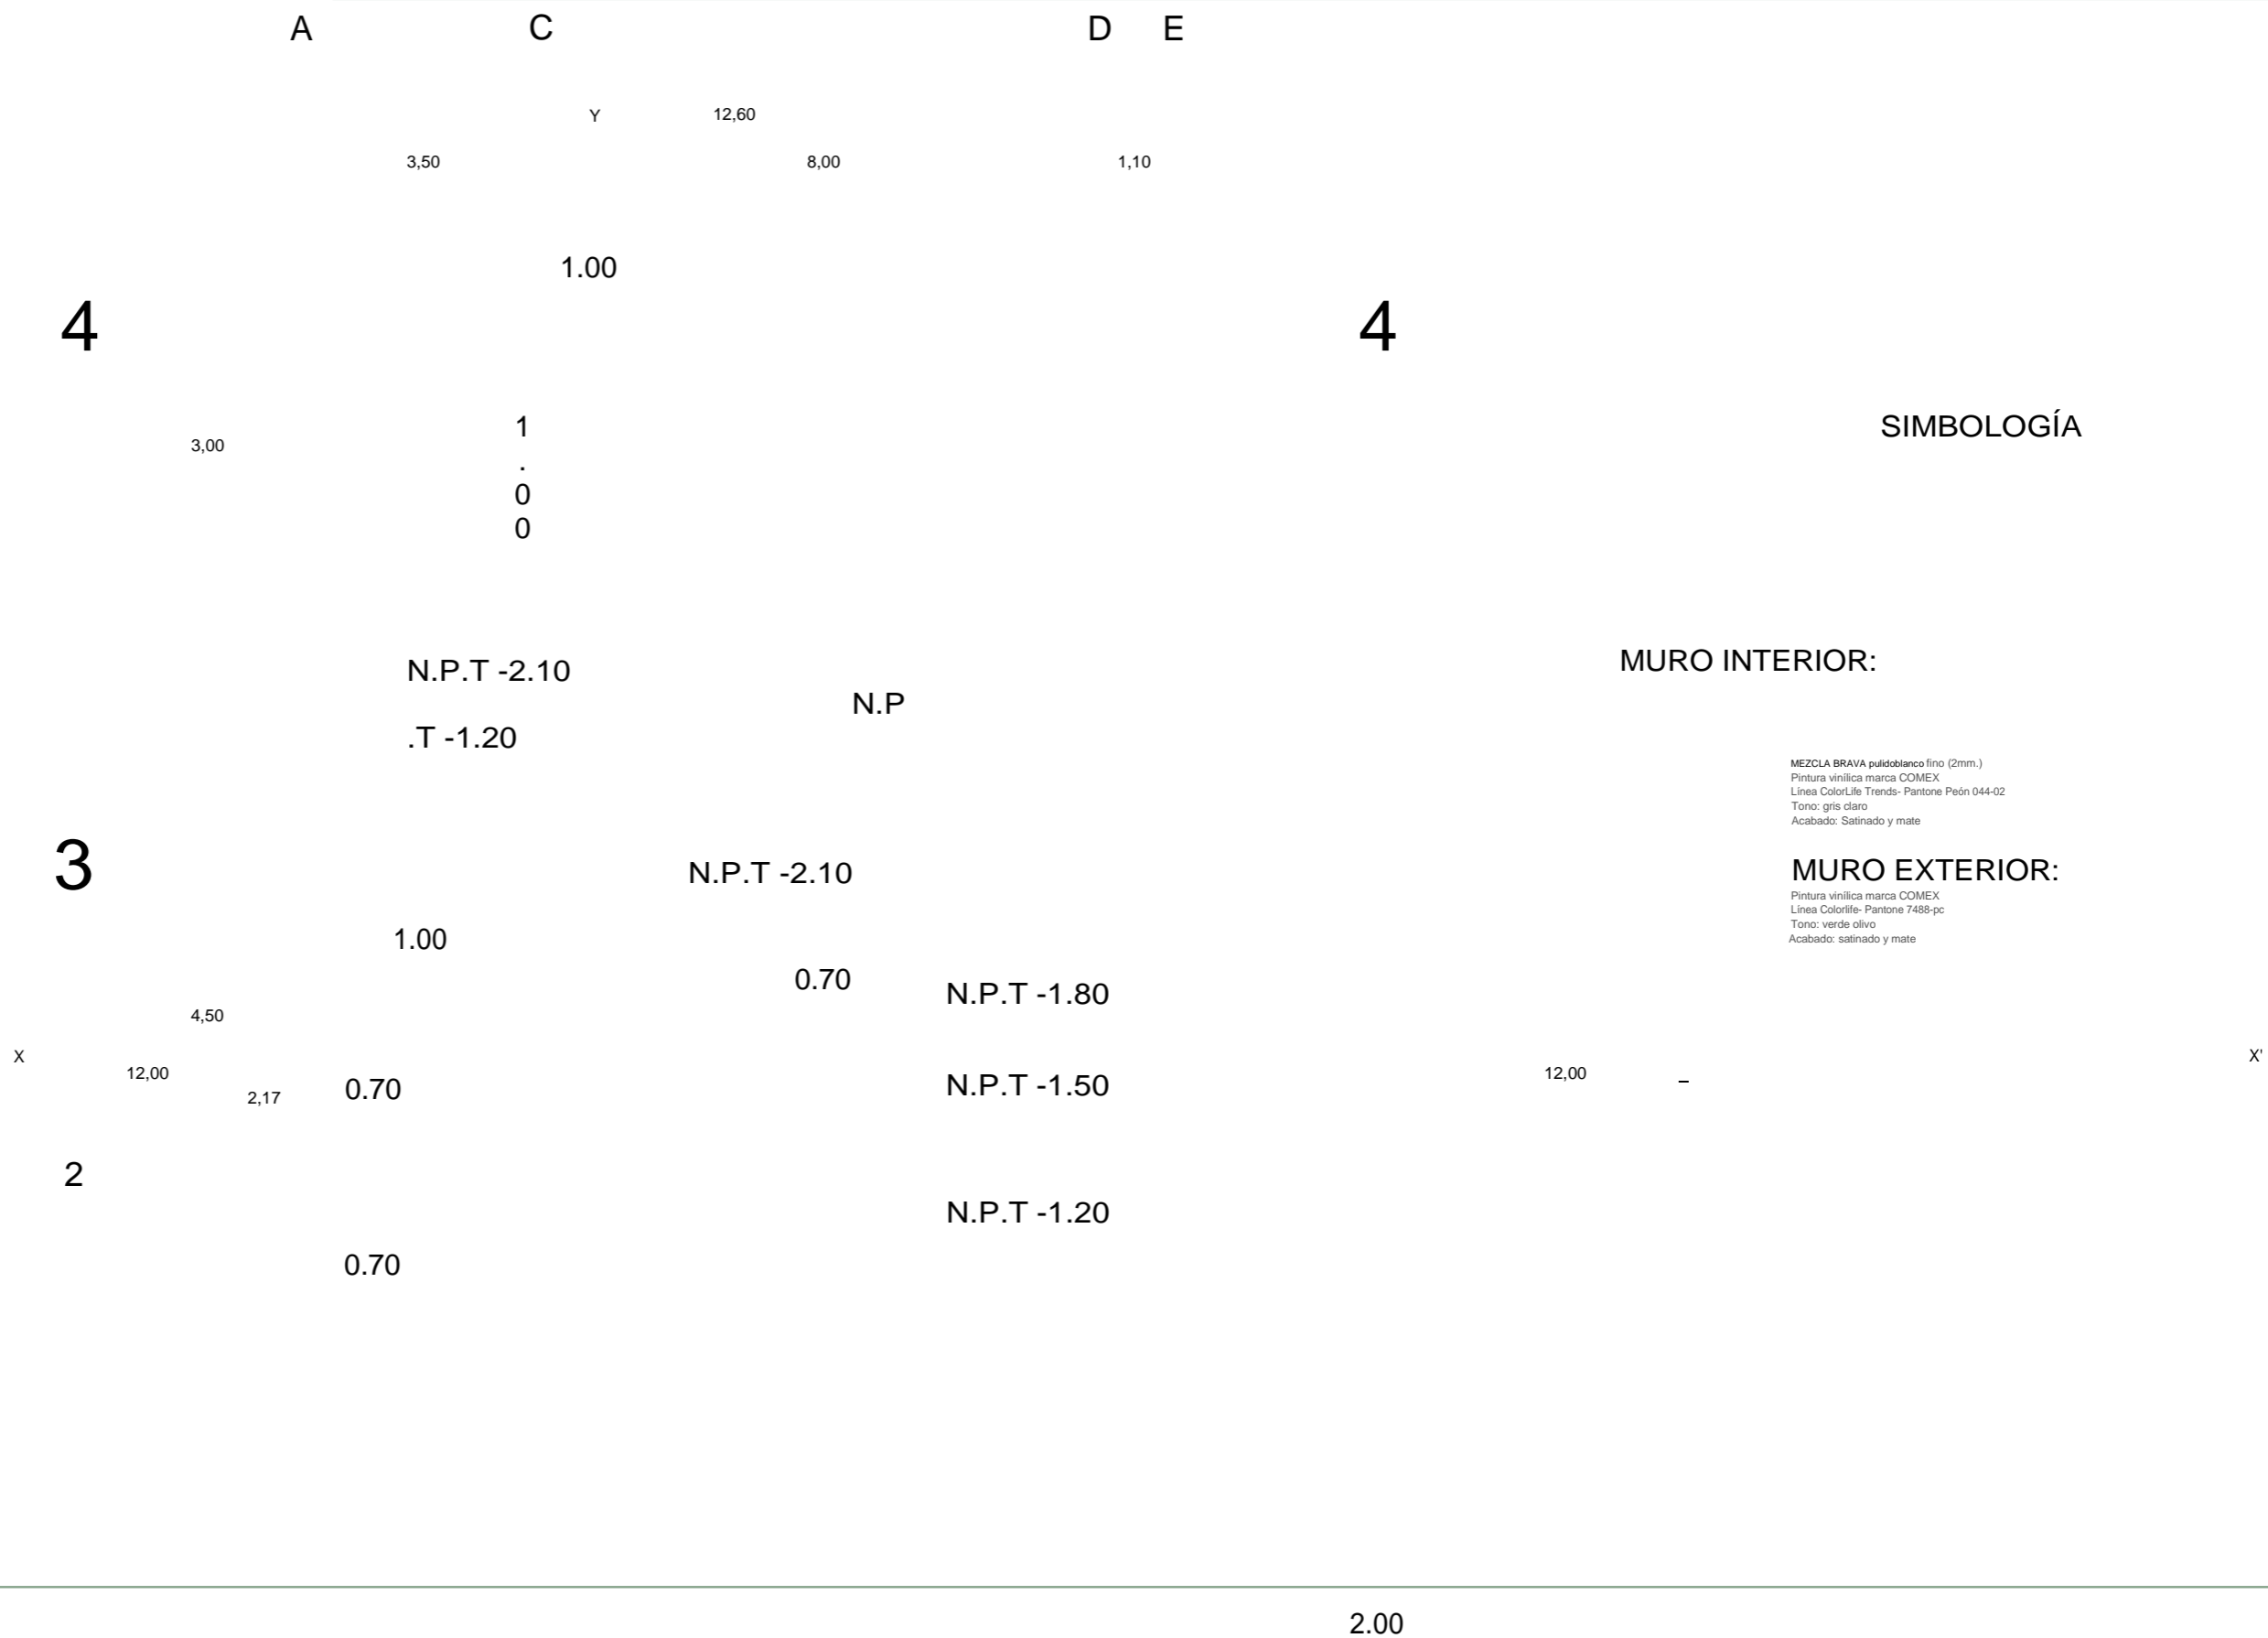 A C D E
Y 12,60
3,50 8,00 1,10
1.00
4 4
3,00
1
.
0
0
SIMBOLOGÍA
N.P.T -2.10
N.P
.T -1.20
MURO INTERIOR:
MEZCLA BRAVA pulidoblanco fino (2mm.)
Pintura vinílica marca COMEX
Línea ColorLife Trends- Pantone Peón 044-02
Tono: gris claro
Acabado: Satinado y mate
3
N.P.T -2.10
MURO EXTERIOR:
Pintura vinílica marca COMEX
Línea Colorlife- Pantone 7488-pc
Tono: verde olivo
Acabado: satinado y mate
1.00
0.70
N.P.T -1.80
4,50
X X'
12,00 12,00 –
2,17 0.70 N.P.T -1.50
2
N.P.T -1.20
0.70
2.00